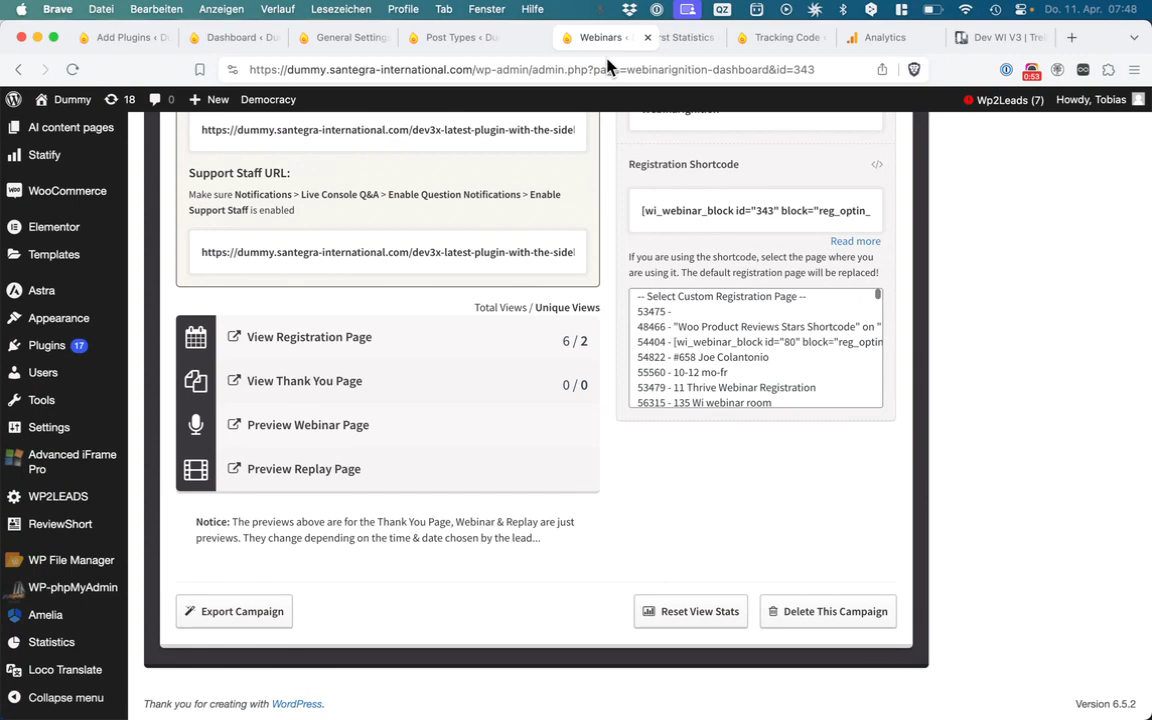 Brave Datei Bearbeiten Anzeigen Verlauf Lesezeichen Profile Tab Fenster Hilfe QZ Do. 11. Apr. 07:48
Add Plugins ‹ Du
Dashboard ‹ Du
General Setting
Post Types ‹ Du
Webinars ‹
rst Statistics
Tracking Code ‹
Analytics
Dev WI V3 | Trel
https://dummy.santegra-international.com/wp-admin/admin.php?pa s=webinarignition-dashboard&id=343
0:53
Dummy 18 0 New Democracy
Wp2Leads (7) Howdy, Tobias
AI content pages
Statify
WooCommerce
Elementor
Templates
Astra
Appearance
Plugins 17
Users
Tools
Settings
Advanced iFrame
Pro
WP2LEADS
ReviewShort
WP File Manager
WP-phpMyAdmin
Amelia
Statistics
Loco Translate
Collapse menu
https://dummy.santegra-international.com/dev3x-latest-plugin-with-the-sidel
Support Staff URL:
Make sure Notifications > Live Console Q&A > Enable Question Notifications > Enable
Support Staff is enabled
https://dummy.santegra-international.com/dev3x-latest-plugin-with-the-sidel
Total Views / Unique Views
View Registration Page 6 / 2
View Thank You Page 0 / 0
Preview Webinar Page
Preview Replay Page
Notice: The previews above are for the Thank You Page, Webinar & Replay are just
previews. They change depending on the time & date chosen by the lead...
Registration Shortcode
[wi_webinar_block id="343" block="reg_optin_
Read more
If you are using the shortcode, select the page where you
are using it. The default registration page will be replaced!
-- Select Custom Registration Page --
53475 -
48466 - "Woo Product Reviews Stars Shortcode" on "
54404 - [wi_webinar_block id="80" block="reg_optin
54822 - #658 Joe Colantonio
55560 - 10-12 mo-fr
53479 - 11 Thrive Webinar Registration
56315 - 135 Wi webinar room
Export Campaign
Reset View Stats
Delete This Campaign
Thank you for creating with WordPress.
Version 6.5.2